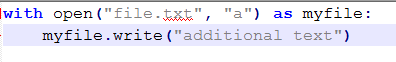 with open("file.txt", "a") as myfile:
    myfile.write("additional text")